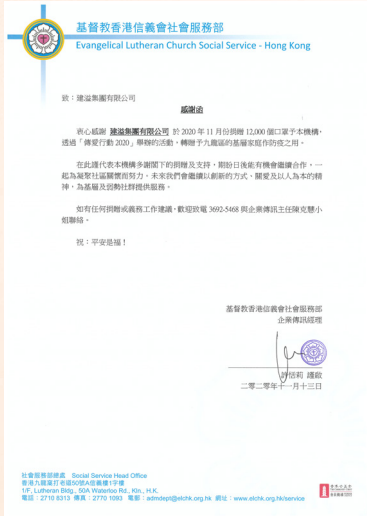 基督教香港信義會社會服務部
Evangelical Lutheran Church Social Service - Hong Kong
致：建溢集團有限公司
感謝函
衷心感謝 建溢集團有限公司 於 2020 年 11 月份捐贈 12,000 個口罩予本機構，
透過「傳愛行動 2020」舉辦的活動，轉贈予九龍區的基層家庭作防疫之用。
在此謹代表本機構多謝閣下的捐贈及支持，期盼日後能有機會繼續合作，一
起為凝聚社區關懷而努力。未來我們會繼續以創新的方式、關愛及以人為本的精
神，為基層及弱勢社群提供服務。
如有任何捐贈或義務工作建議，歡迎致電 3692-5468 與企業傳訊主任陳克慧小
姐聯絡。
祝：平安是福！
基督教香港信義會社會服務部
企業傳訊經理
許信莉 謹啟
二零二零年十一月十三日
社會服務部總處 Social Service Head Office
香港九龍窩打老道50號A信義樓1字樓
1/F, Lutheran Bldg., 50A Waterloo Rd., Kln., H.K.
電話：2710 8313 傳真：2770 1093 電郵：admdept@elchk.org.hk 網址：www.elchk.org.hk/service